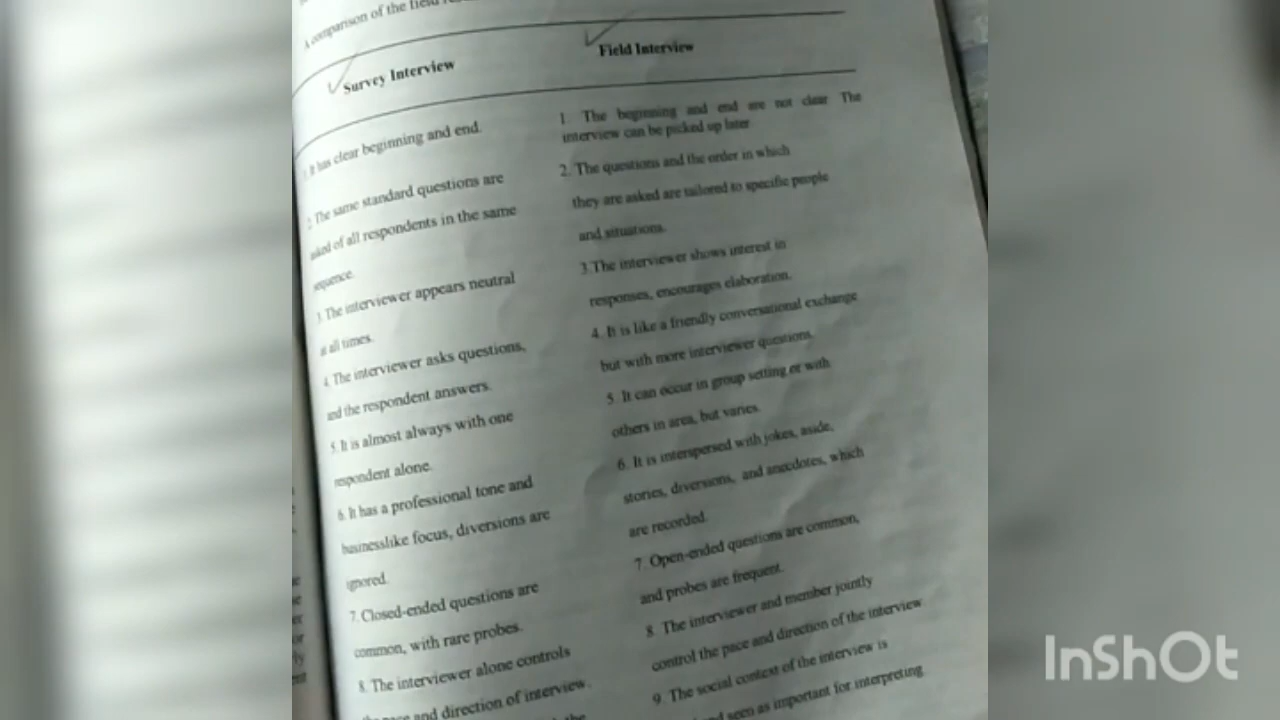 A comparison of the field
Survey Interview
Field Interview
1. It has clear beginning and end.
2. The same standard questions are
asked of all respondents in the same
sequence.
3. The interviewer appears neutral
at all times.
4. The interviewer asks questions,
and the respondent answers.
5. It is almost always with one
respondent alone.
6. It has a professional tone and
businesslike focus, diversions are
ignored.
7. Closed-ended questions are
common, with rare probes.
8. The interviewer alone controls
and direction of interview.
the
1. The beginning and end are not clear The
interview can be picked up later
2. The questions and the order in which
they are asked are tailored to specific people
and situations.
3.The interviewer shows interest in
responses, encourages elaboration.
4. It is like a friendly conversational exchange
but with more interviewer questions.
5. It can occur in group setting or with
others in area, but varies.
6. It is interspersed with jokes, aside,
stories, diversions, and anecdotes, which
are recorded.
7. Open-ended questions are common,
and probes are frequent.
8. The interviewer and member jointly
control the pace and direction of the interview
9. The social context of the interview is
and seen as important for interpreting
InShOt